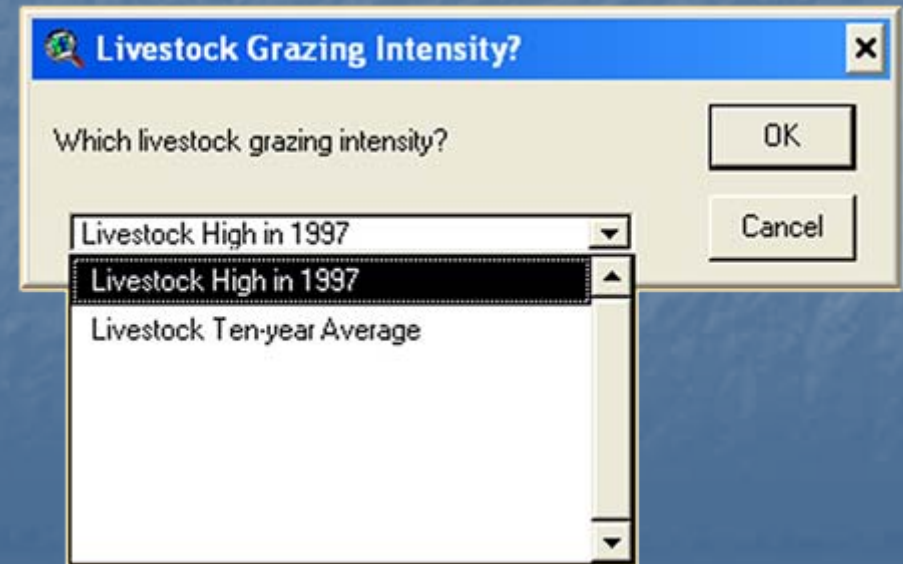 Livestock Grazing Intensity?
Which livestock grazing intensity?
OK
Cancel
Livestock High in 1997
Livestock High in 1997
Livestock Ten-year Average